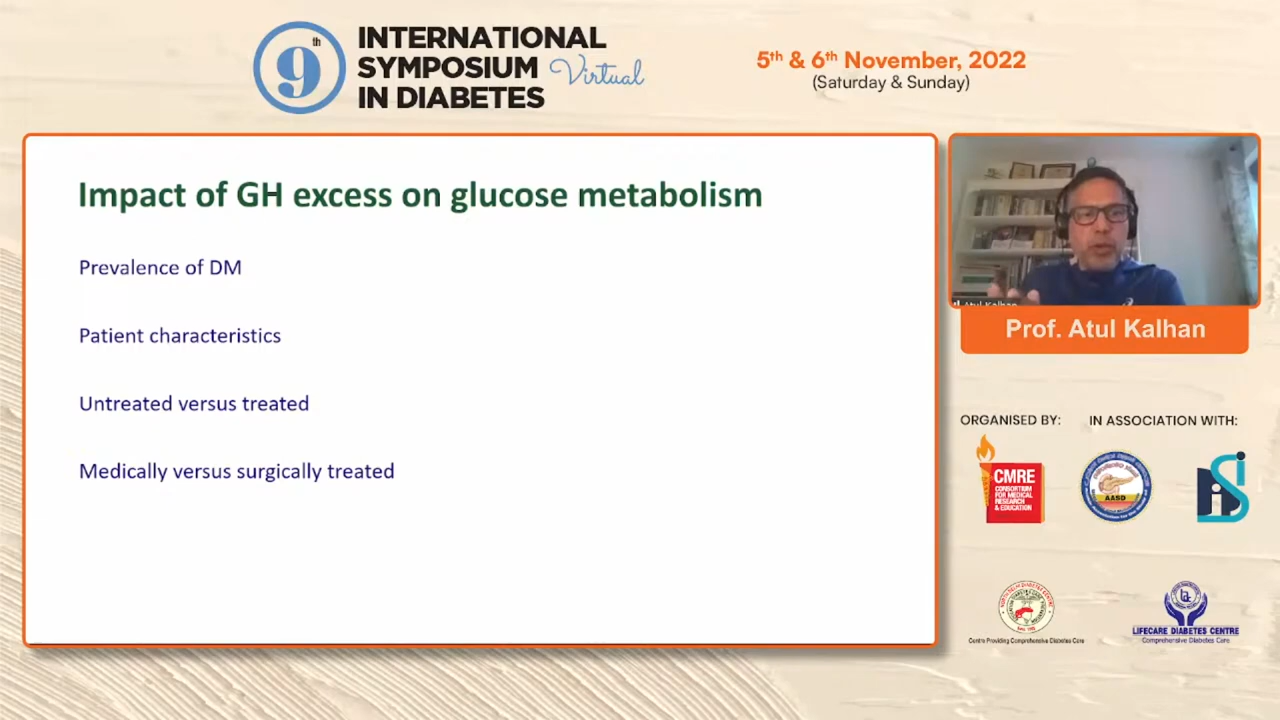 9th
INTERNATIONAL
SYMPOSIUM Virtual
IN DIABETES
5th & 6th November, 2022
(Saturday & Sunday)
Impact of GH excess on glucose metabolism
Prevalence of DM
Patient characteristics
Untreated versus treated
Medically versus surgically treated
Atul Kalhan
Prof. Atul Kalhan
ORGANISED BY:
IN ASSOCIATION WITH:
CMRE
CONSORTIUM
FOR MEDICAL
RESEARCH
& EDUCATION
AASD
Centre Providing Comprehensive Diabetes Care
LIFECARE DIABETES CENTRE
Comprehensive Diabetes Care